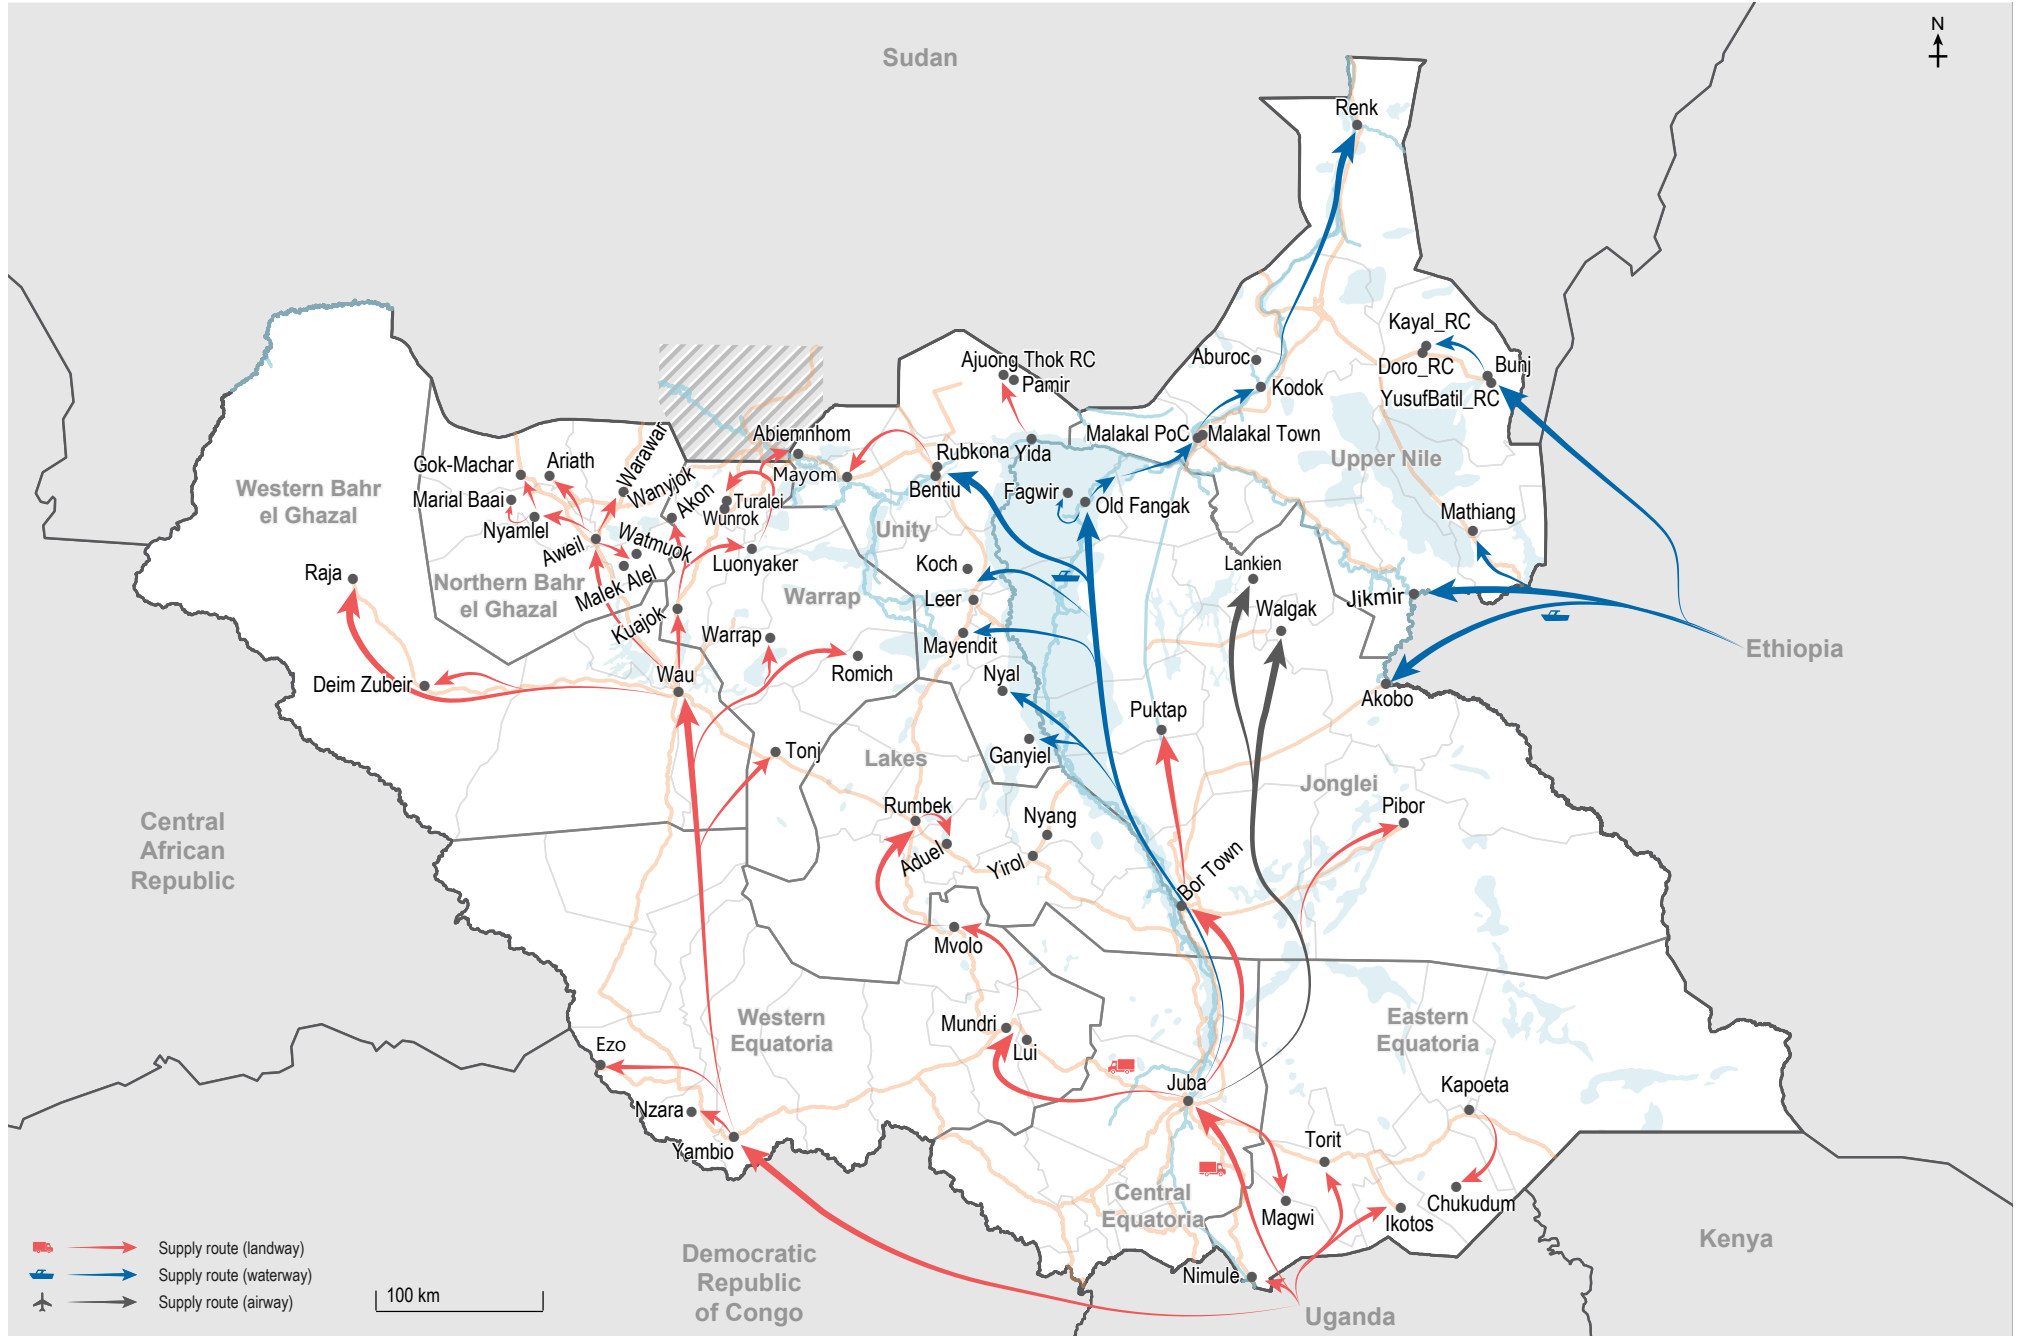 Sudan
N
Renk
Kayal_RC
Doro_RC
Bunj
YusufBatil_RC
Aburoc
Kodok
Ajuong Thok RC
Pamir
Malakal PoC
Malakal Town
Upper Nile
Abiemnhom
Rubkona
Yida
Mayom
Bentiu
Fagwir
Old Fangak
Mathiang
Gok-Machar
Ariath
Warawar
Wanyjok
Akon
Turalei
Wunrok
Marial Baai
Nyamlel
Aweil
Watmuok
Malek Alel
Luonyaker
Western Bahr
el Ghazal
Northern Bahr
el Ghazal
Unity
Koch
Leer
Lankien
Walgak
Jikmir
Raja
Warrap
Kuajok
Warrap
Mayendit
Ethiopia
Deim Zubeir
Wau
Romich
Nyal
Akobo
Puktap
Tonj
Lakes
Ganyiel
Jonglei
Central
African
Republic
Rumbek
Nyang
Pibor
Aduel
Yirol
Bor Town
Mvolo
Western
Equatoria
Mundri
Lui
Eastern
Equatoria
Ezo
Juba
Kapoeta
Nzara
Yambio
Torit
Central
Equatoria
Magwi
Ikotos
Chukudum
Kenya
Democratic
Republic
of Congo
Nimule
Uganda
Supply route (landway)
Supply route (waterway)
Supply route (airway)
100 km